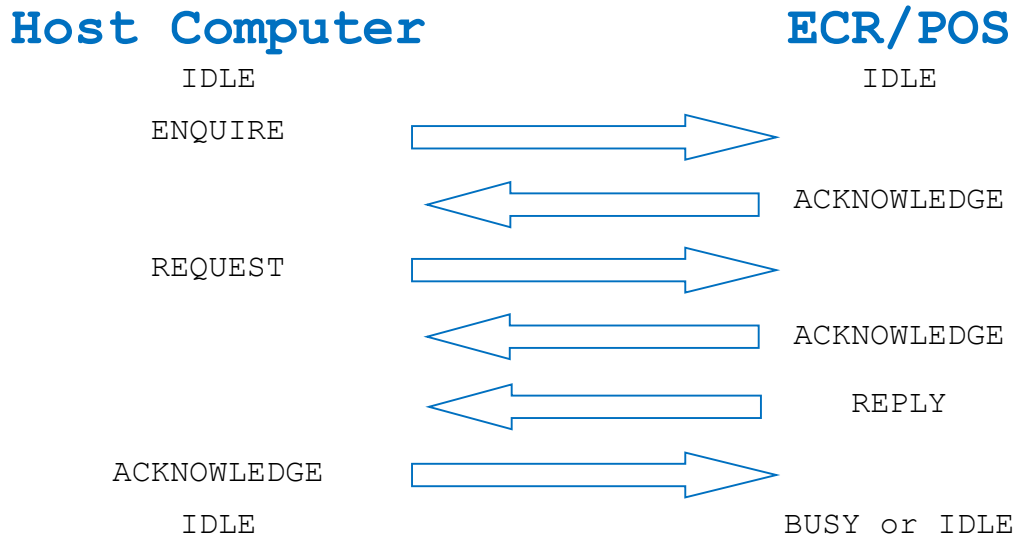 Host Computer ECR/POS
IDLE IDLE
ENQUIRE
ACKNOWLEDGE
REQUEST
ACKNOWLEDGE
REPLY
ACKNOWLEDGE
IDLE BUSY or IDLE